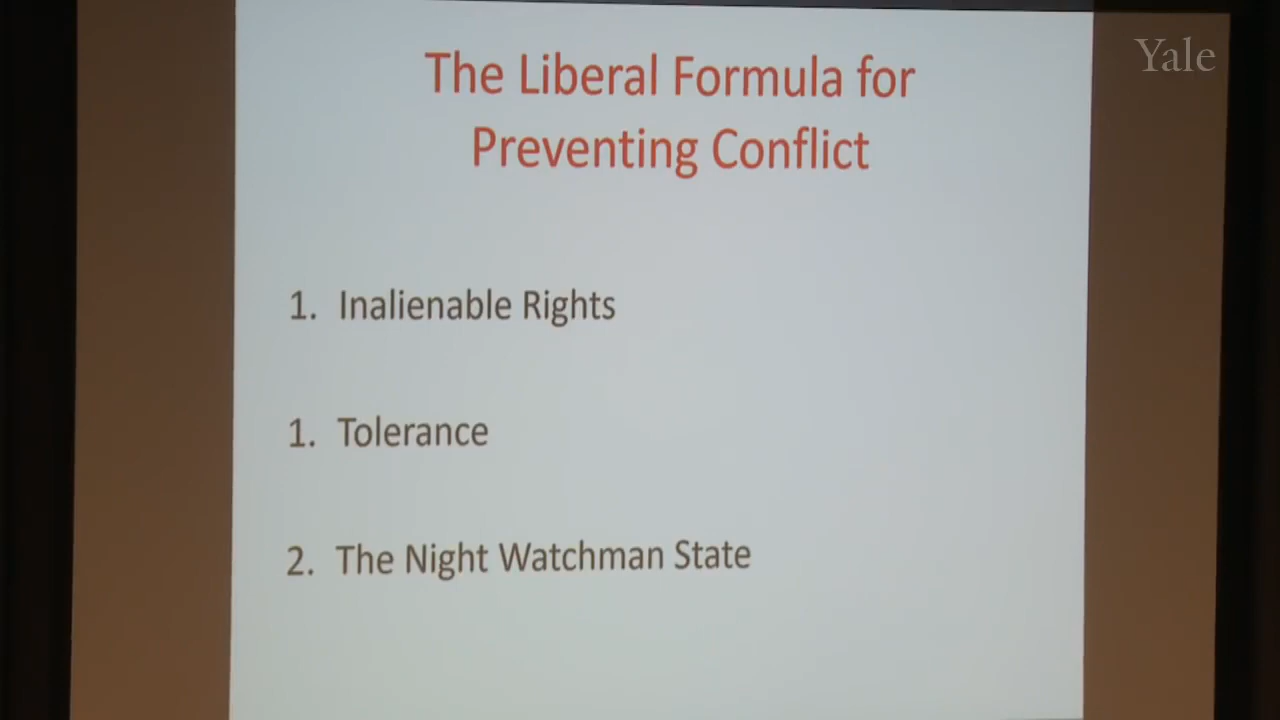 Yale
The Liberal Formula for
Preventing Conflict
1. Inalienable Rights
1. Tolerance
2. The Night Watchman State